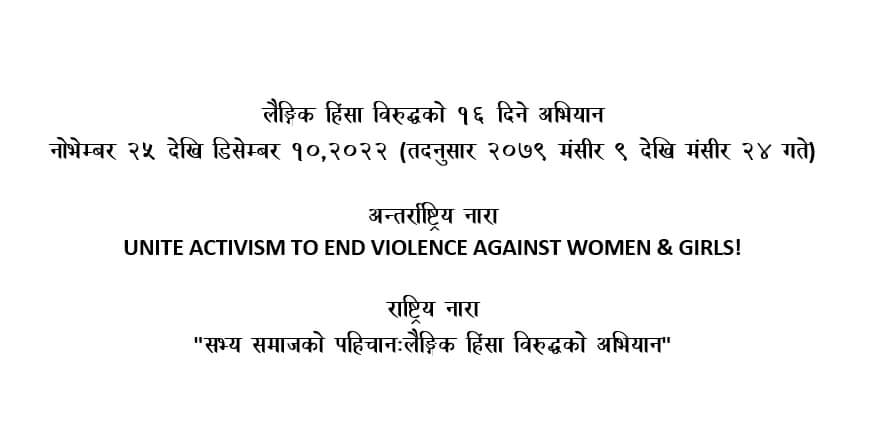 लैङ्गिक हिंसा विरुद्धको १६ दिने अभियान
नोभेम्बर २५ देखि डिसेम्बर १०,२०२२ (तदनुसार २०७९ मंसीर ९ देखि मंसीर २४ गते)
अन्तर्राष्ट्रिय नारा
UNITE ACTIVISM TO END VIOLENCE AGAINST WOMEN & GIRLS!
राष्ट्रिय नारा
"सभ्य समाजको पहिचानःलैङ्गिक हिंसा विरुद्धको अभियान"